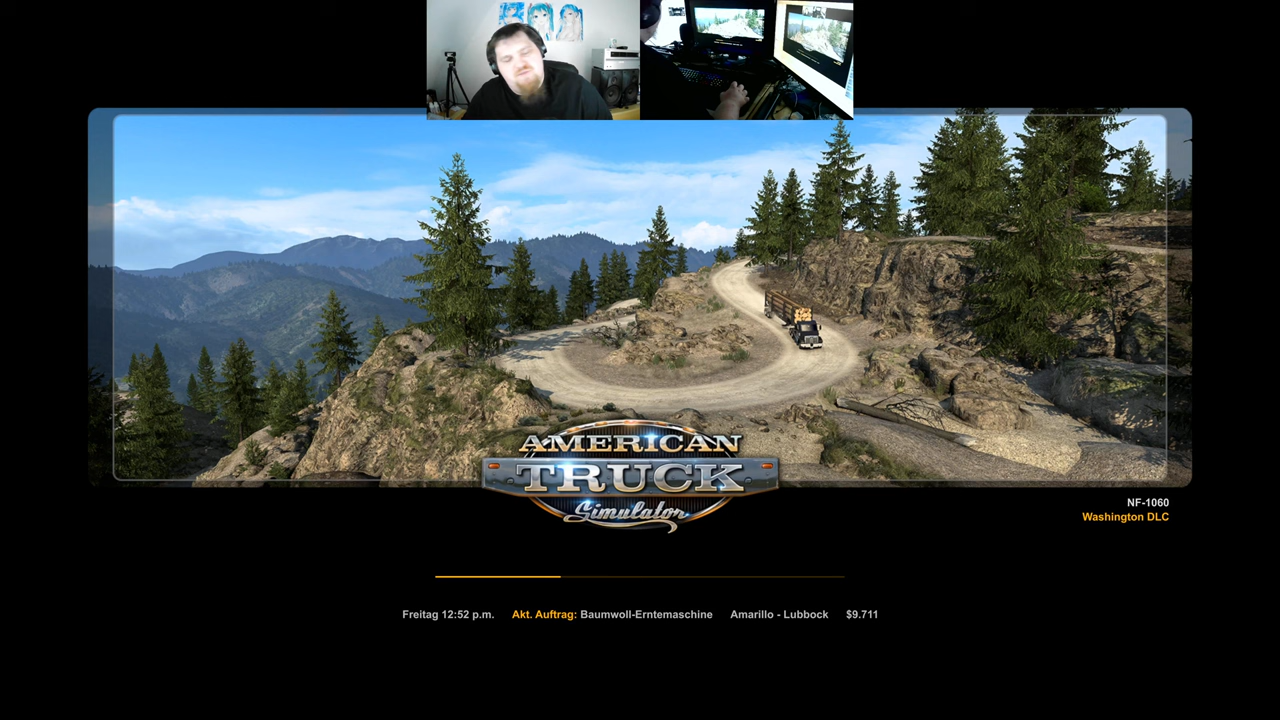 AMERICAN
TRUCK
Simulator
NF-1060
Washington DLC
Freitag 12:52 p.m. Akt. Auftrag: Baumwoll-Erntemaschine Amarillo - Lubbock $9.711